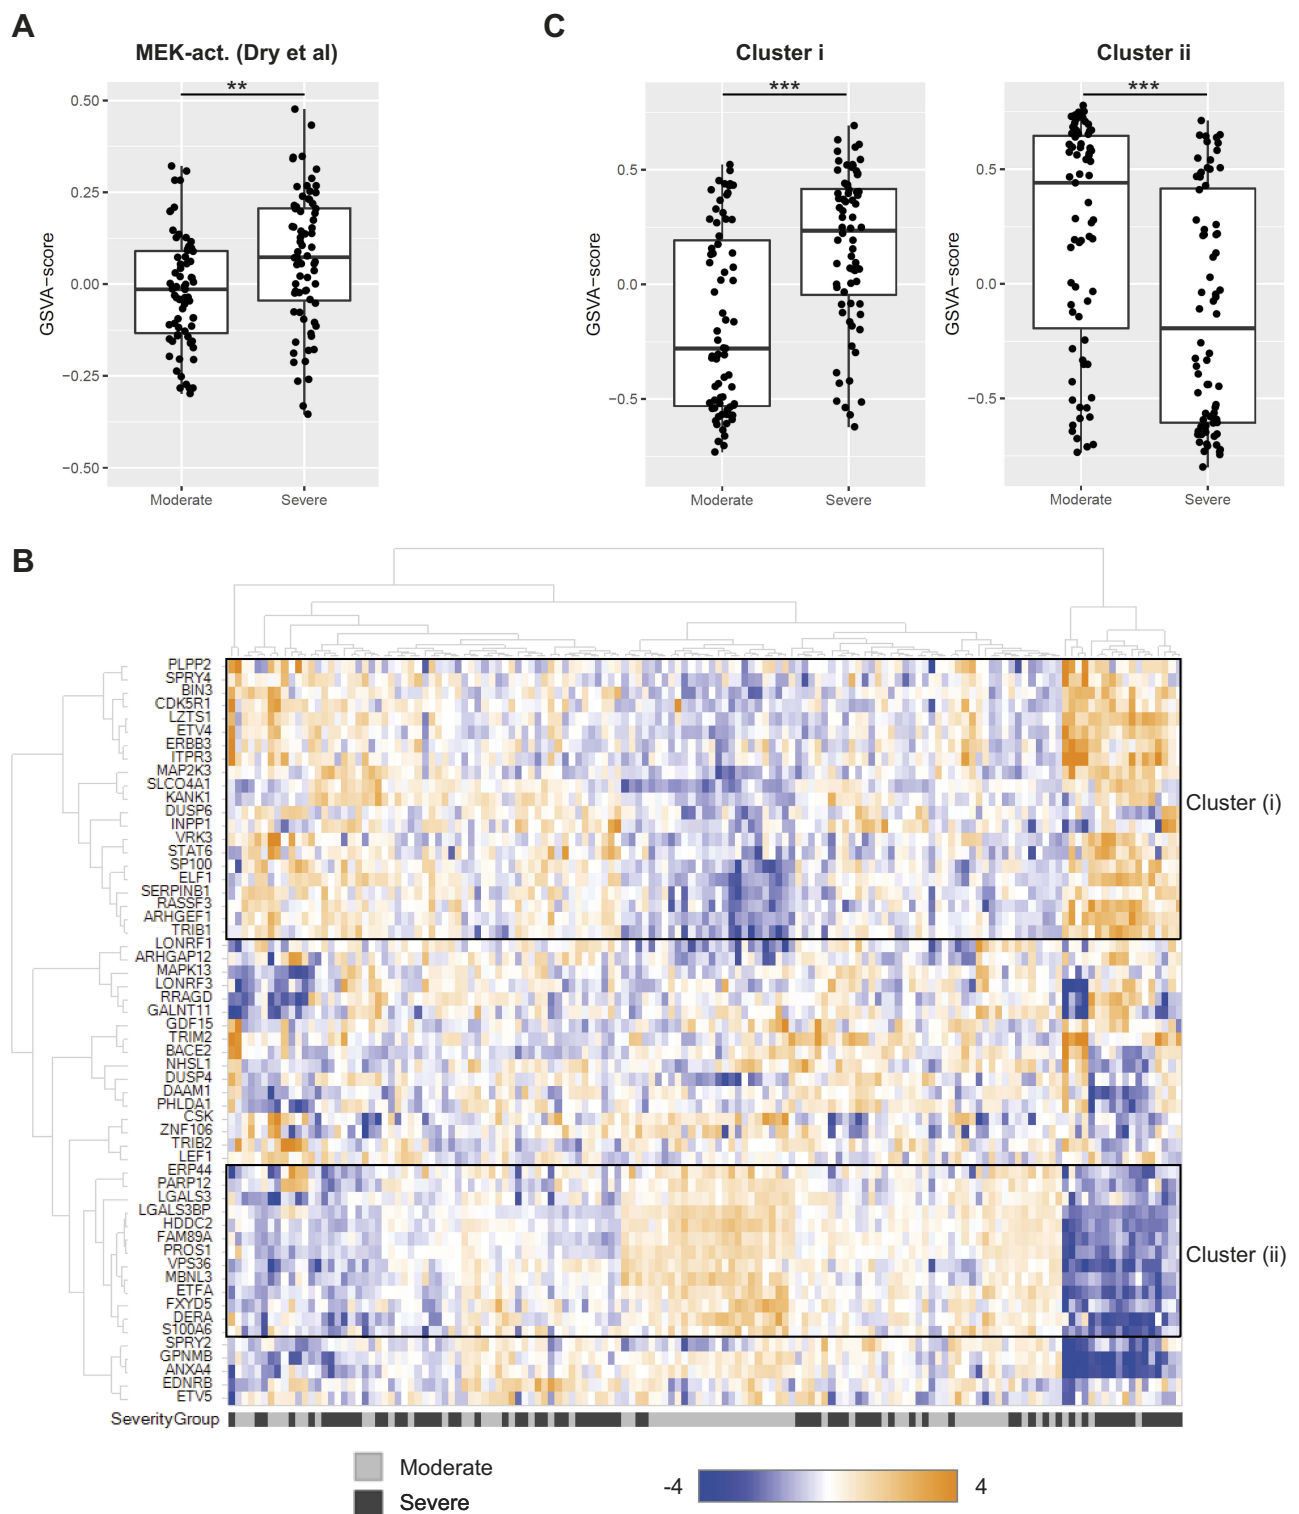 A
MEK-act. (Dry et al)
**
GSVA-score
0.50
0.25
0.00
−0.25
−0.50
Moderate
Severe
C
Cluster i
***
GSVA-score
0.5
0.0
−0.5
Moderate
Severe
Cluster ii
***
GSVA-score
0.5
0.0
−0.5
Moderate
Severe
B
PLPP2
SPRY4
BIN3
CDK5R1
LZTS1
ETV4
ERBB3
ITPR3
MAP2K3
SLCO4A1
KANK1
DUSP6
INPP1
VRK3
STAT6
SP100
ELF1
SERPINB1
RASSF3
ARHGEF1
TRIB1
LONRF1
ARHGAP12
MAPK13
LONRF3
RRAGD
GALNT11
GDF15
TRIM2
BACE2
NHSL1
DUSP4
DAAM1
PHLDA1
CSK
ZNF106
TRIB2
LEF1
ERP44
PARP12
LGALS3
LGALS3BP
HDDC2
FAM89A
PROS1
VPS36
MBNL3
ETFA
FXYD5
DERA
S100A6
SPRY2
GPNMB
ANXA4
EDNRB
ETV5
SeverityGroup
Cluster (i)
Cluster (ii)
Moderate
Severe
-4
4